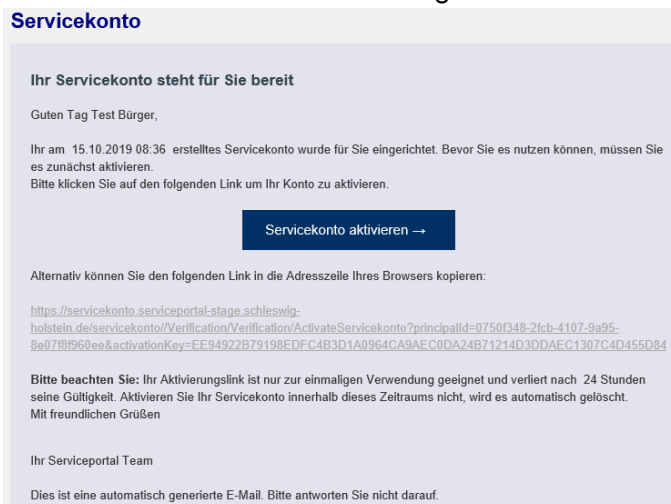 Servicekonto
Ihr Servicekonto steht für Sie bereit
Guten Tag Test Bürger,
Ihr am 15.10.2019 08:36 erstelltes Servicekonto wurde für Sie eingerichtet. Bevor Sie es nutzen können, müssen Sie
es zunächst aktivieren.
Bitte klicken Sie auf den folgenden Link um Ihr Konto zu aktivieren.
Servicekonto aktivieren →
Alternativ können Sie den folgenden Link in die Adresszeile Ihres Browsers kopieren:
https://servicekonto.serviceportal-stage.schleswig-
holstein.de/servicekonto//Verification/Verification/ActivateServicekonto?principalId=0750f348-2fcb-4107-9a95-
8e07f8f960ee&activationKey=EE94922B79198EDFC4B3D1A0964CA9AEC0DA24B71214D3DDAEC1307C4D455D84
Bitte beachten Sie: Ihr Aktivierungslink ist nur zur einmaligen Verwendung geeignet und verliert nach 24 Stunden
seine Gültigkeit. Aktivieren Sie Ihr Servicekonto innerhalb dieses Zeitraums nicht, wird es automatisch gelöscht.
Mit freundlichen Grüßen
Ihr Serviceportal Team
Dies ist eine automatisch generierte E-Mail. Bitte antworten Sie nicht darauf.